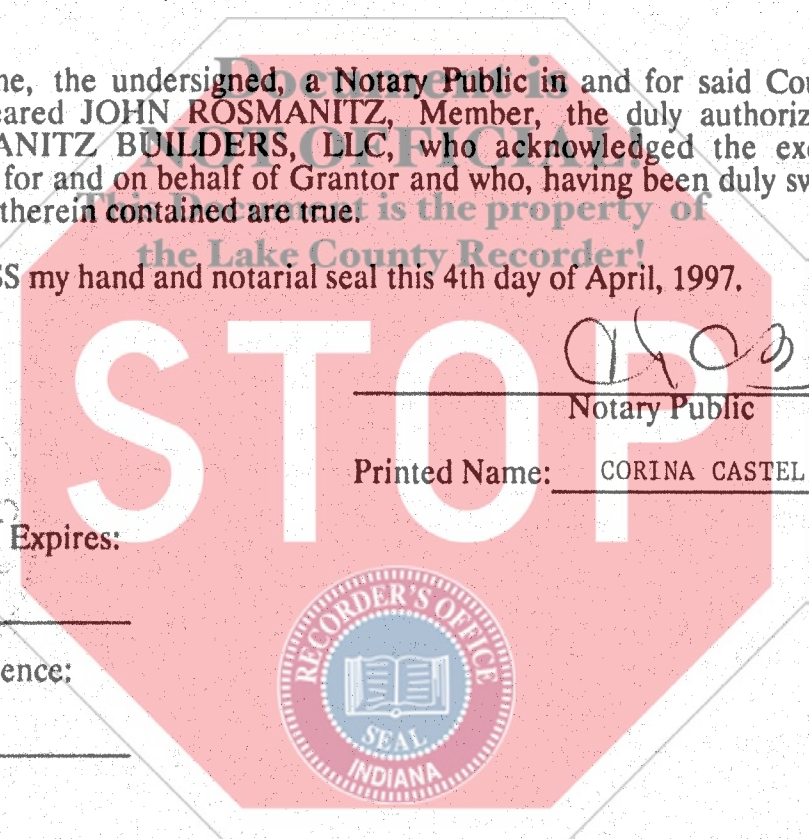 Document is
ne, the undersigned, a Notary Public in and for said Cou
eared JOHN ROSMANITZ, Member, the duly authoriz
NOT OFFICIAL!
ANITZ BUILDERS, LLC, who acknowledged the exe
for and on behalf of Grantor and who, having been duly sw
This Document is the property of
therein contained are true.
the Lake County Recorder!
SS my hand and notarial seal this 4th day of April, 1997.
STOP
Notary Public
Printed Name: CORINA CASTEL
Expires:
RECORDER'S OFFICE
ence:
SEAL
INDIANA